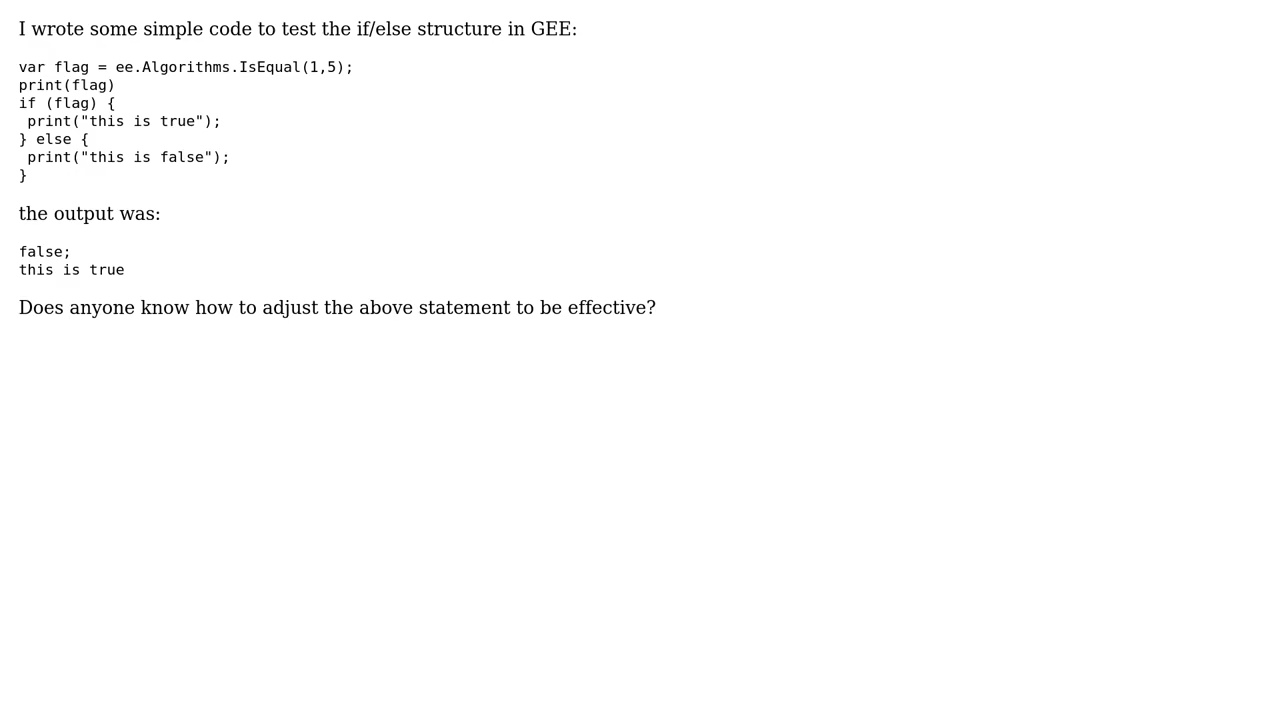 I wrote some simple code to test the if/else structure in GEE:
var flag = ee.Algorithms.IsEqual(1,5);
print(flag)
if (flag) {
 print("this is true");
} else {
 print("this is false");
}
the output was:
false;
this is true
Does anyone know how to adjust the above statement to be effective?